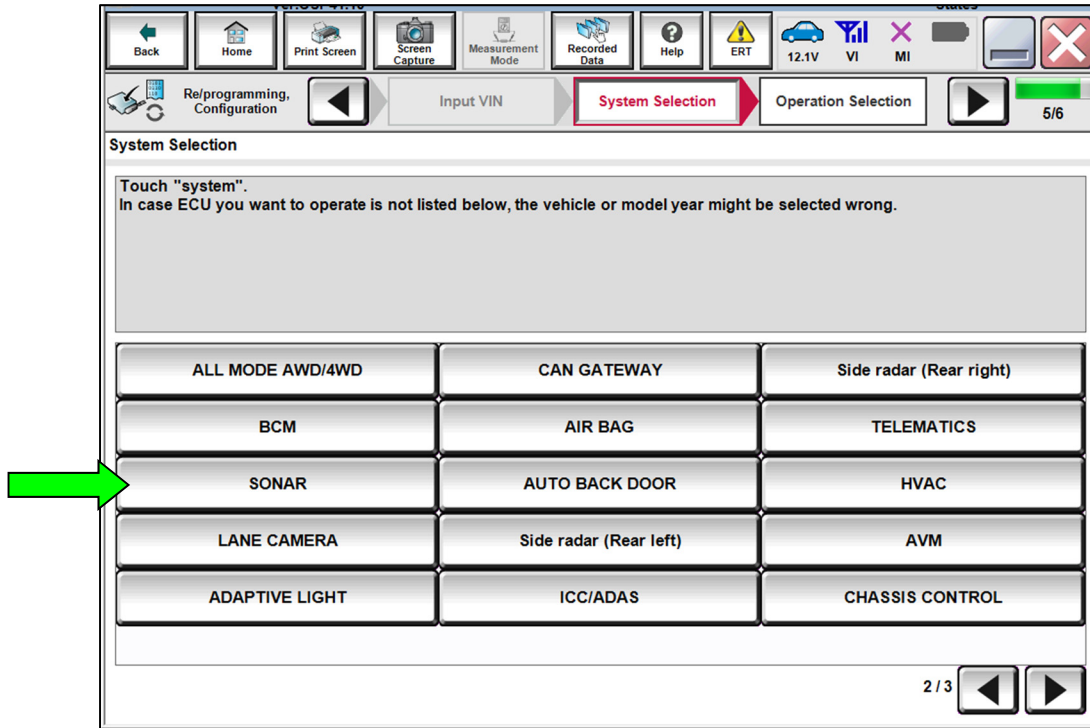 Back
Home
Print Screen
Screen
Capture
Measurement
Mode
Recorded
Data
Help
ERT
12.1V
VI
MI
Re/programming,
Configuration
Input VIN
System Selection
Operation Selection
5/6
System Selection
Touch "system".
In case ECU you want to operate is not listed below, the vehicle or model year might be selected wrong.
ALL MODE AWD/4WD
CAN GATEWAY
Side radar (Rear right)
BCM
AIR BAG
TELEMATICS
SONAR
AUTO BACK DOOR
HVAC
LANE CAMERA
Side radar (Rear left)
AVM
ADAPTIVE LIGHT
ICC/ADAS
CHASSIS CONTROL
2/3